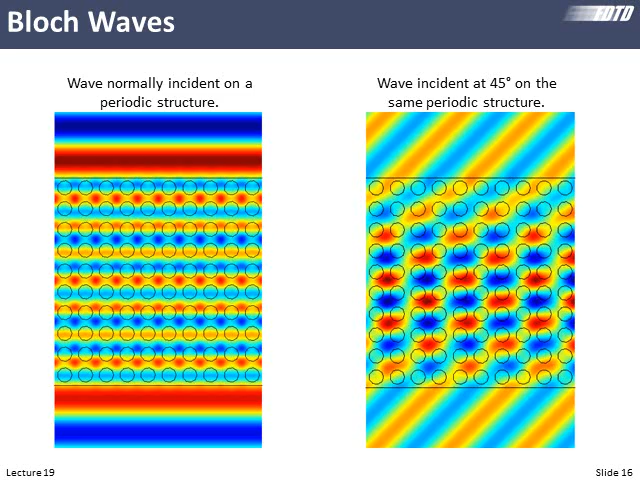 Bloch Waves
FDTD
Wave normally incident on a
periodic structure.
Wave incident at 45° on the
same periodic structure.
Lecture 19
Slide 16